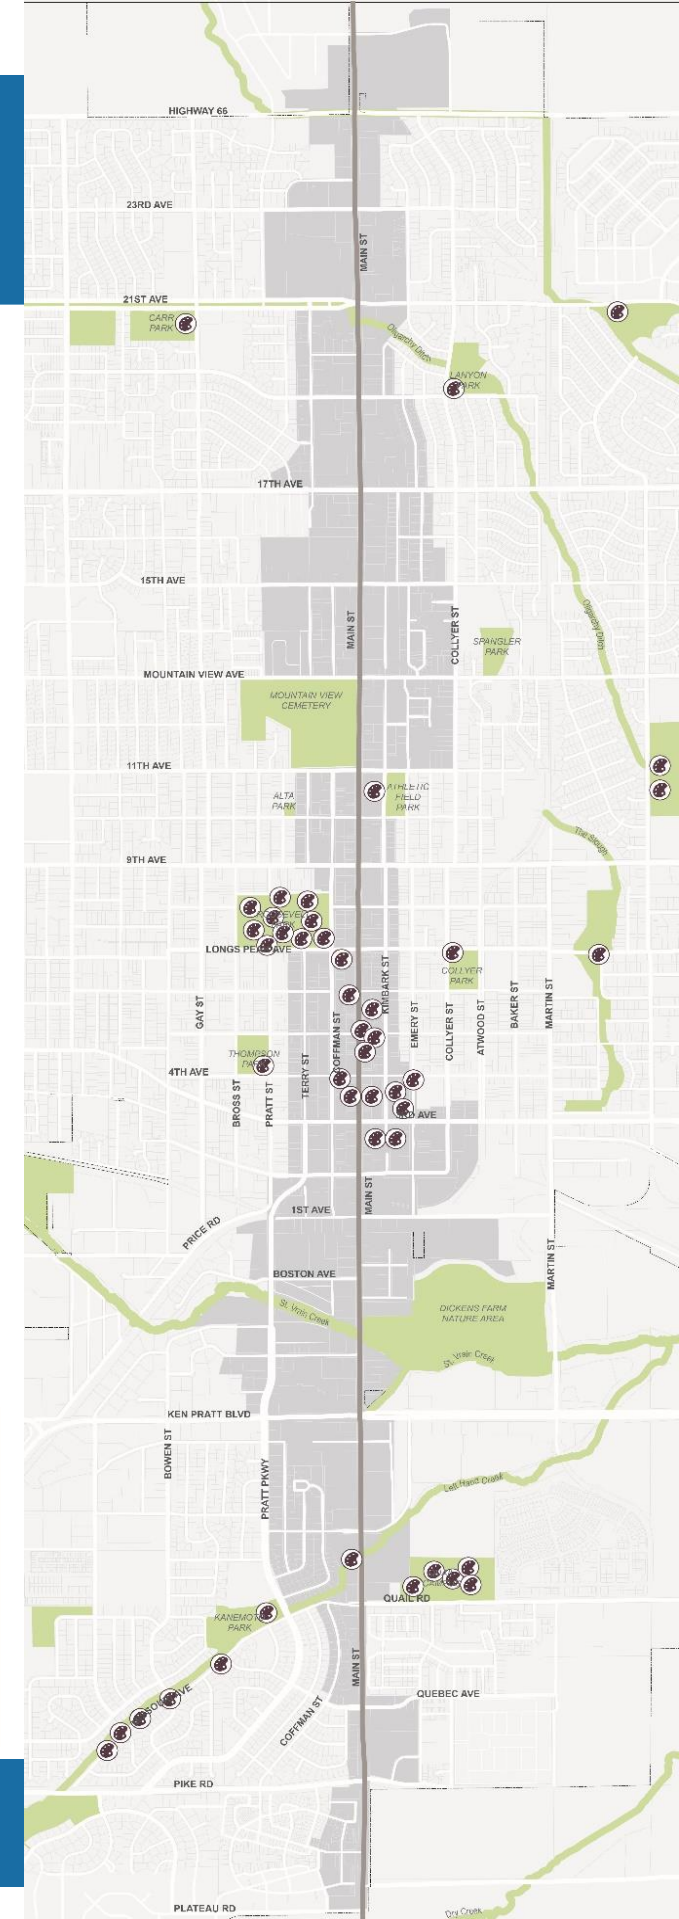 HIGHWAY 66
23RD AVE
MAIN ST
21ST AVE
CARR
PARK
Oligarchy Ditch
LANYON
PARK
17TH AVE
15TH AVE
MAIN ST
COLLYER ST
Oligarchy Ditch
SPANGLER
PARK
MOUNTAIN VIEW AVE
MOUNTAIN VIEW
CEMETERY
11TH AVE
ALTA
PARK
ATHLETIC
FIELD
PARK
The Slough
9TH AVE
LONGS PEAK AVE
COLLYER
PARK
KIMBARK ST
GAY ST
COFFMAN ST
EMERY ST
COLLYER ST
ATWOOD ST
BAKER ST
MARTIN ST
THOMPSON
PARK
4TH AVE
BROSS ST
PRATT ST
TERRY ST
3RD AVE
MAIN ST
1ST AVE
PRICE RD
BOSTON AVE
MARTIN ST
St. Vrain Creek
DICKENS FARM
NATURE AREA
St. Vrain Creek
KEN PRATT BLVD
BOWEN ST
PRATT PKWY
Left Hand Creek
QUAIL RD
KANEMOTO
PARK
MAIN ST
COFFMAN ST
QUEBEC AVE
PIKE RD
PLATEAU RD
Dry Creek